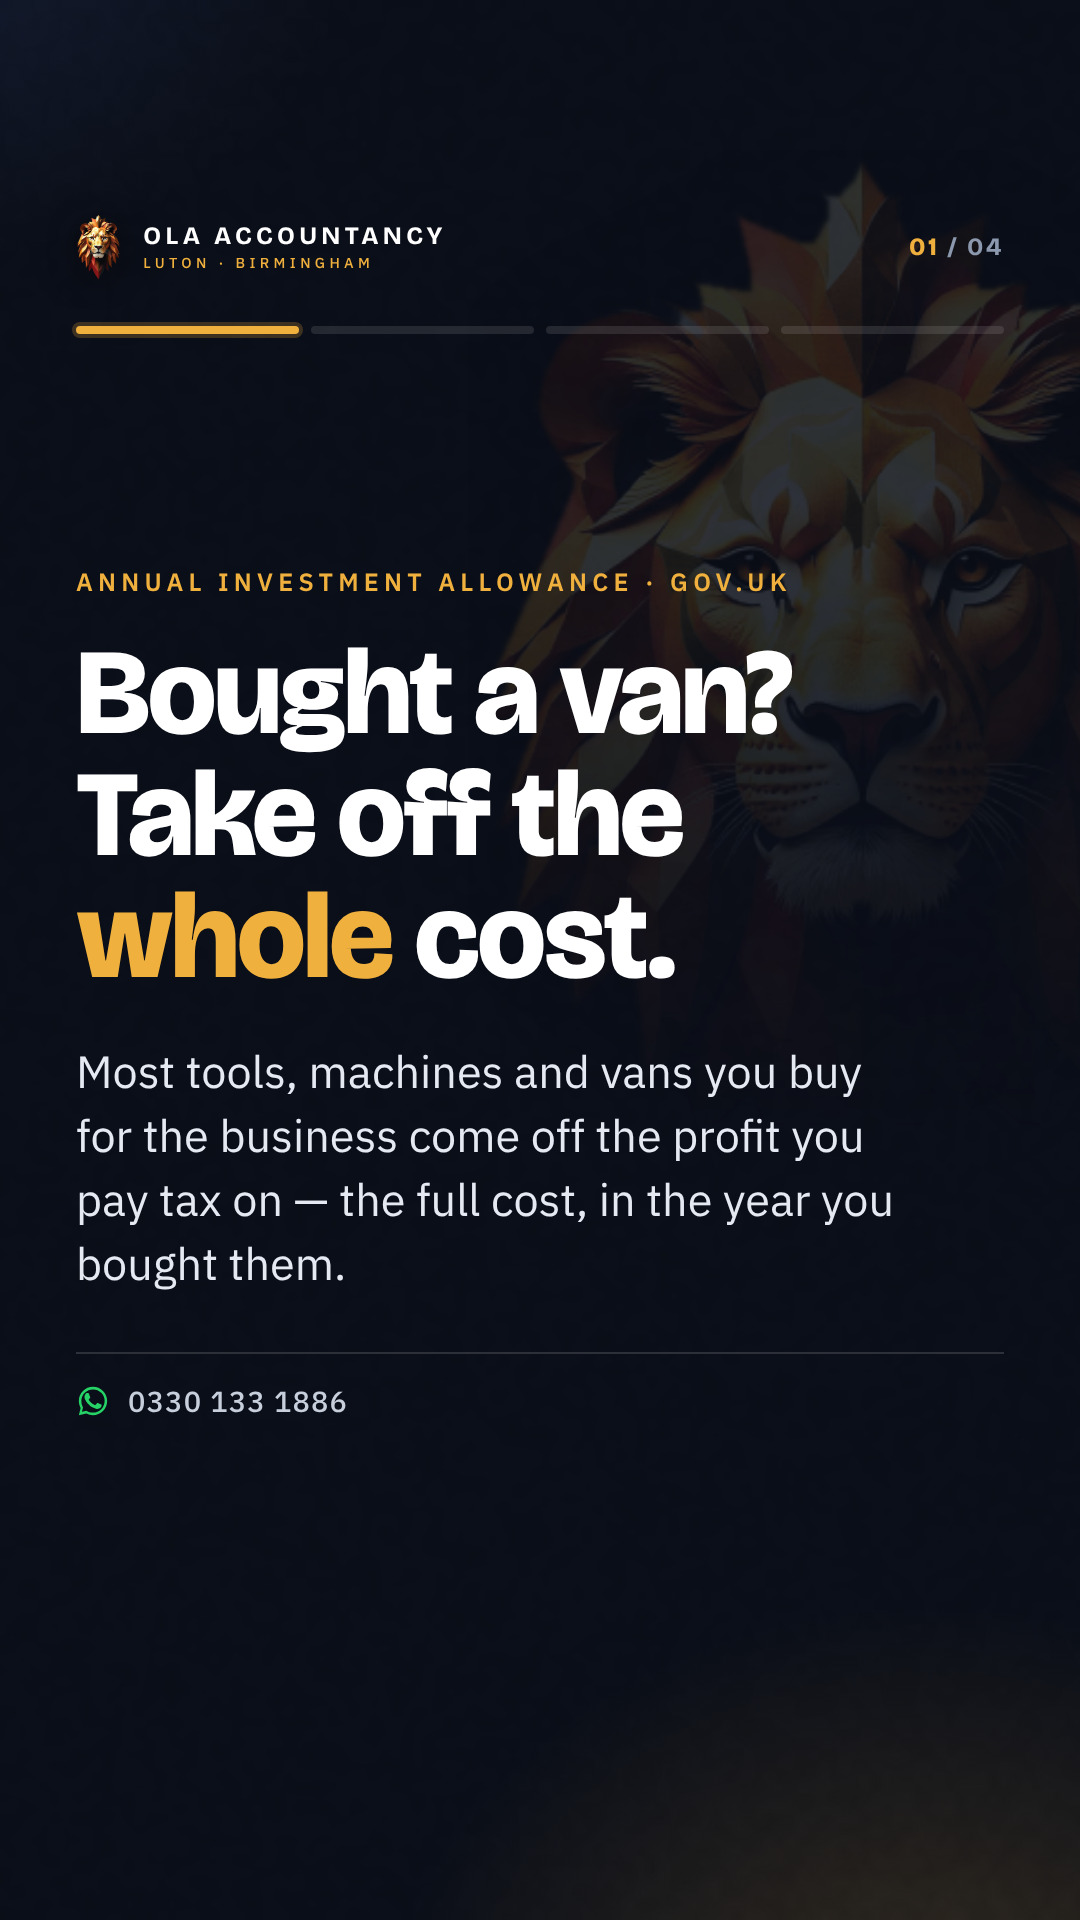 OLA ACCOUNTANCY
LUTON · BIRMINGHAM
01 / 04
ANNUAL INVESTMENT ALLOWANCE · GOV.UK
Bought a van?
Take off the
whole cost.
Most tools, machines and vans you buy
for the business come off the profit you
pay tax on — the full cost, in the year you
bought them.
0330 133 1886